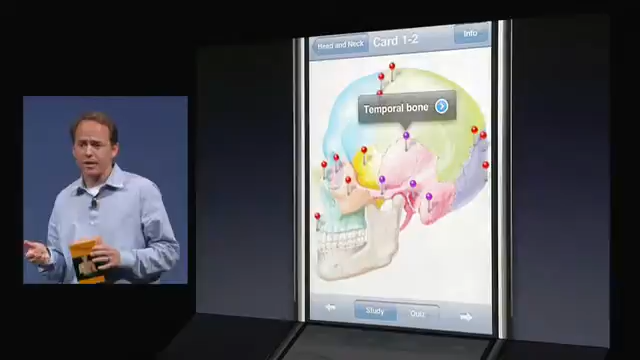 Head and Neck
Card 1-2
Info
Temporal bone
Study
Quiz